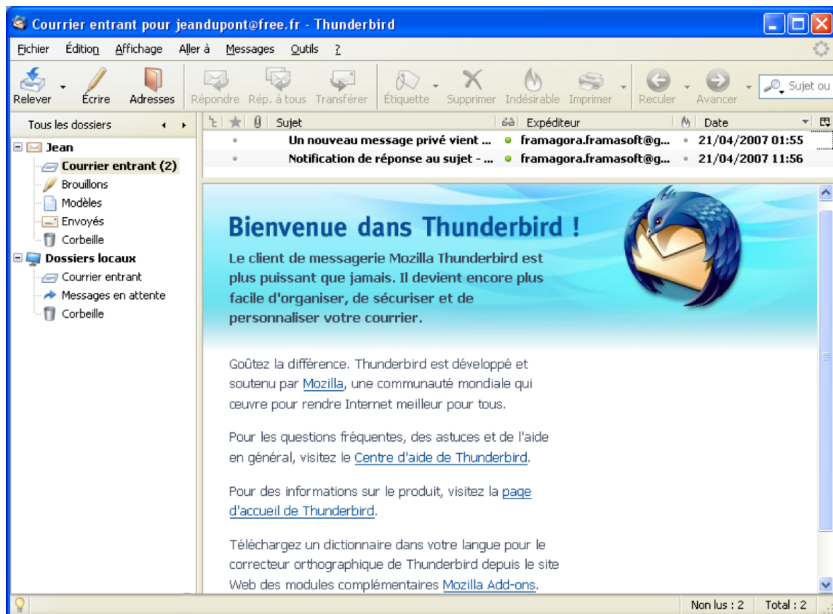 Courrier entrant pour jeandupont@free.fr - Thunderbird
Fichier Édition Affichage Aller à Messages Outils ?
Relever Écrire Adresses Répondre Rép. à tous Transférer Étiquette Supprimer Indésirable Imprimer Reculer Avancer Sujet ou
Tous les dossiers
Sujet Expéditeur Date
Un nouveau message privé vient ... framagora.framasoft@g... 21/04/2007 01:55
Notification de réponse au sujet - ... framagora.framasoft@g... 21/04/2007 11:56
Jean
Courrier entrant (2)
Brouillons
Modèles
Envoyés
Corbeille
Dossiers locaux
Courrier entrant
Messages en attente
Corbeille
Bienvenue dans Thunderbird !
Le client de messagerie Mozilla Thunderbird est
plus puissant que jamais. Il devient encore plus
facile d'organiser, de sécuriser et de
personnaliser votre courrier.
Goûtez la différence. Thunderbird est développé et
soutenu par Mozilla, une communauté mondiale qui
œuvre pour rendre Internet meilleur pour tous.
Pour les questions fréquentes, des astuces et de l'aide
en général, visitez le Centre d'aide de Thunderbird.
Pour des informations sur le produit, visitez la page
d'accueil de Thunderbird.
Téléchargez un dictionnaire dans votre langue pour le
correcteur orthographique de Thunderbird depuis le site
Web des modules complémentaires Mozilla Add-ons.
Non lus : 2 Total : 2